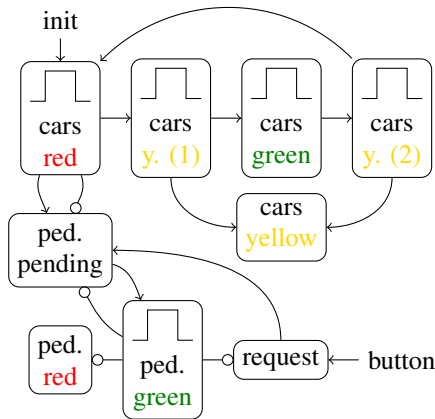 init
cars
red
cars
y. (1)
cars
green
cars
y. (2)
cars
yellow
ped.
pending
ped.
red
ped.
green
request
button